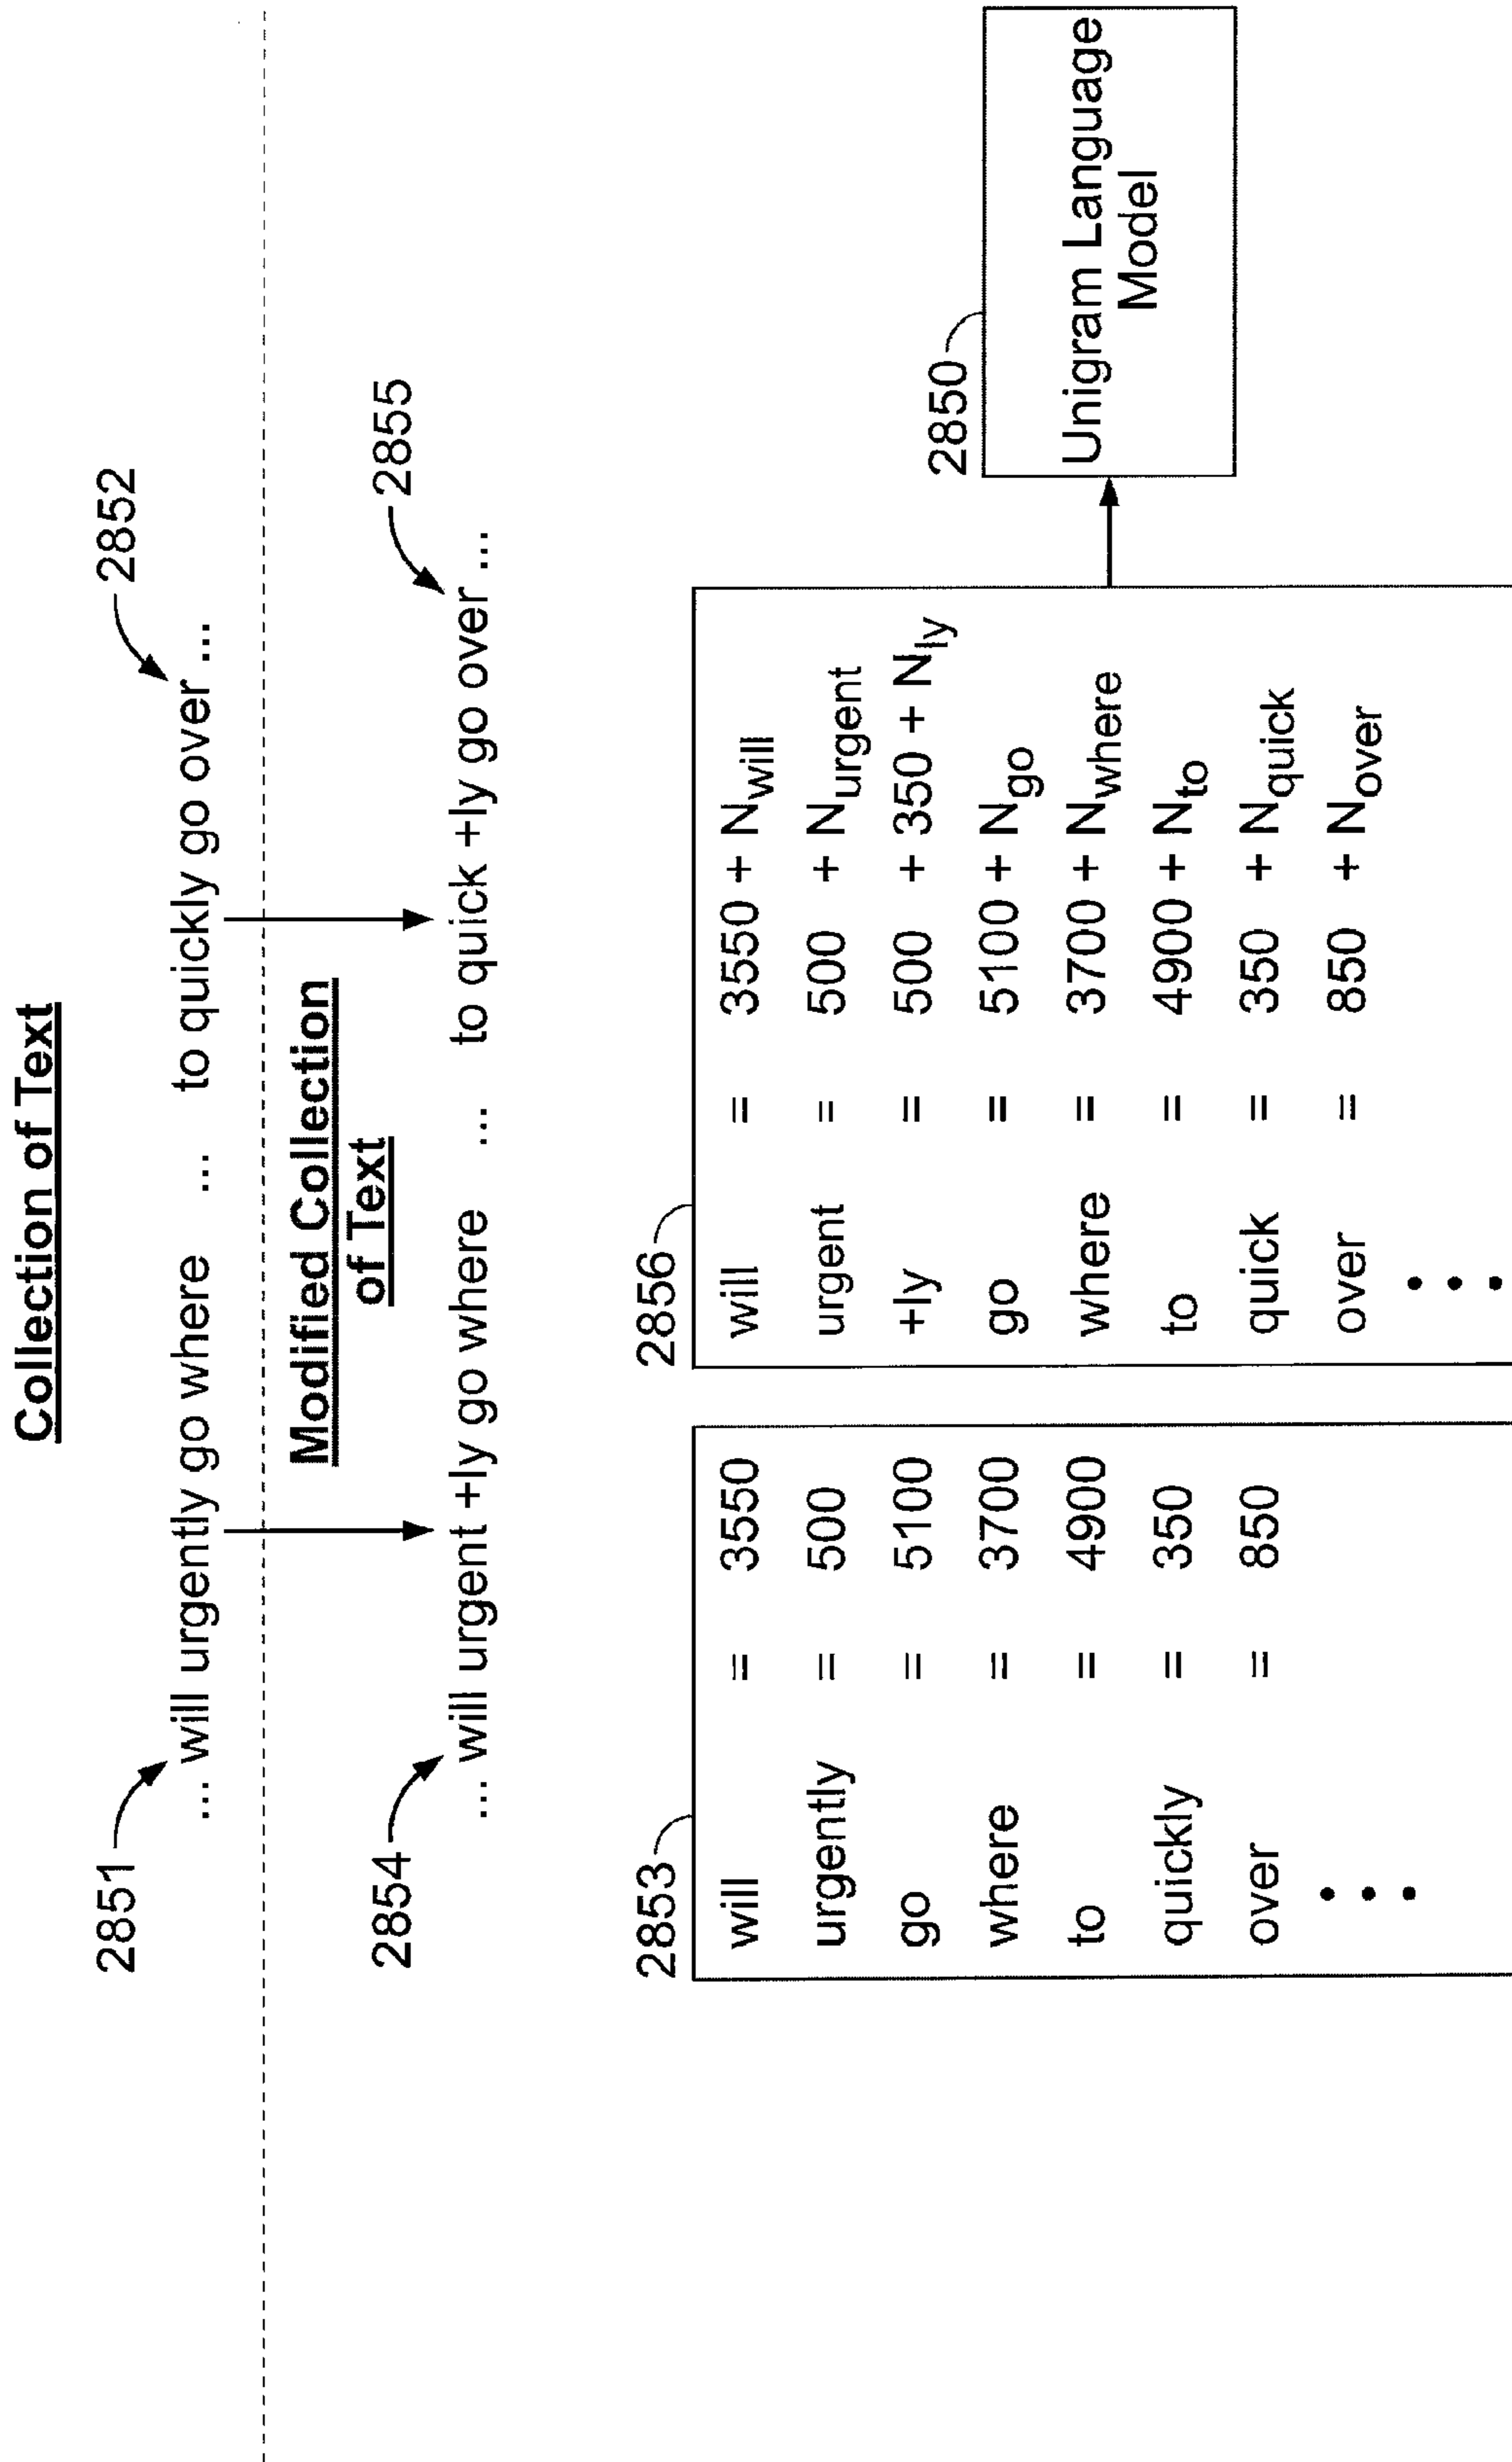 Collection of Text
2851
2852
... will urgently go where ... to quickly go over ...
Modified Collection
of Text
2854
2855
... will urgent +ly go where ... to quick +ly go over ...
2853
will = 3550
urgently = 500
go = 5100
where = 3700
to = 4900
quickly = 350
over = 850
2856
will = 3550 + Nwill
urgent = 500 + Nurgent
+ly = 500 + 350 + Nly
go = 5100 + Ngo
where = 3700 + Nwhere
to = 4900 + Nto
quick = 350 + Nquick
over = 850 + Nover
2850
Unigram Language
Model